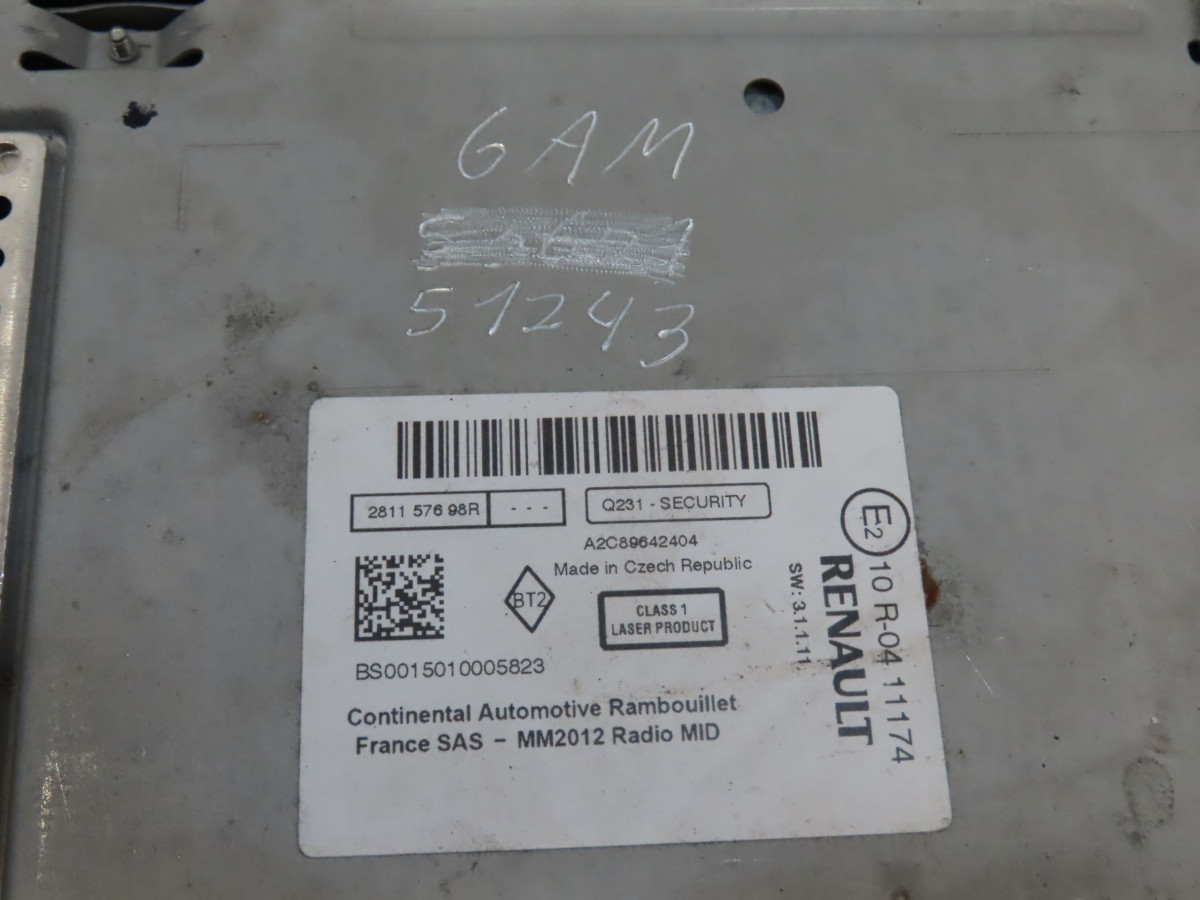 GAM
51243
2811 576 98R
- - -
Q231 - SECURITY
A2C89642404
Made in Czech Republic
BT2
CLASS 1
LASER PRODUCT
BS0015010005823
Continental Automotive Rambouillet
France SAS - MM2012 Radio MID
SW: 3.1.1.11
RENAULT
E2
10 R-04 11174